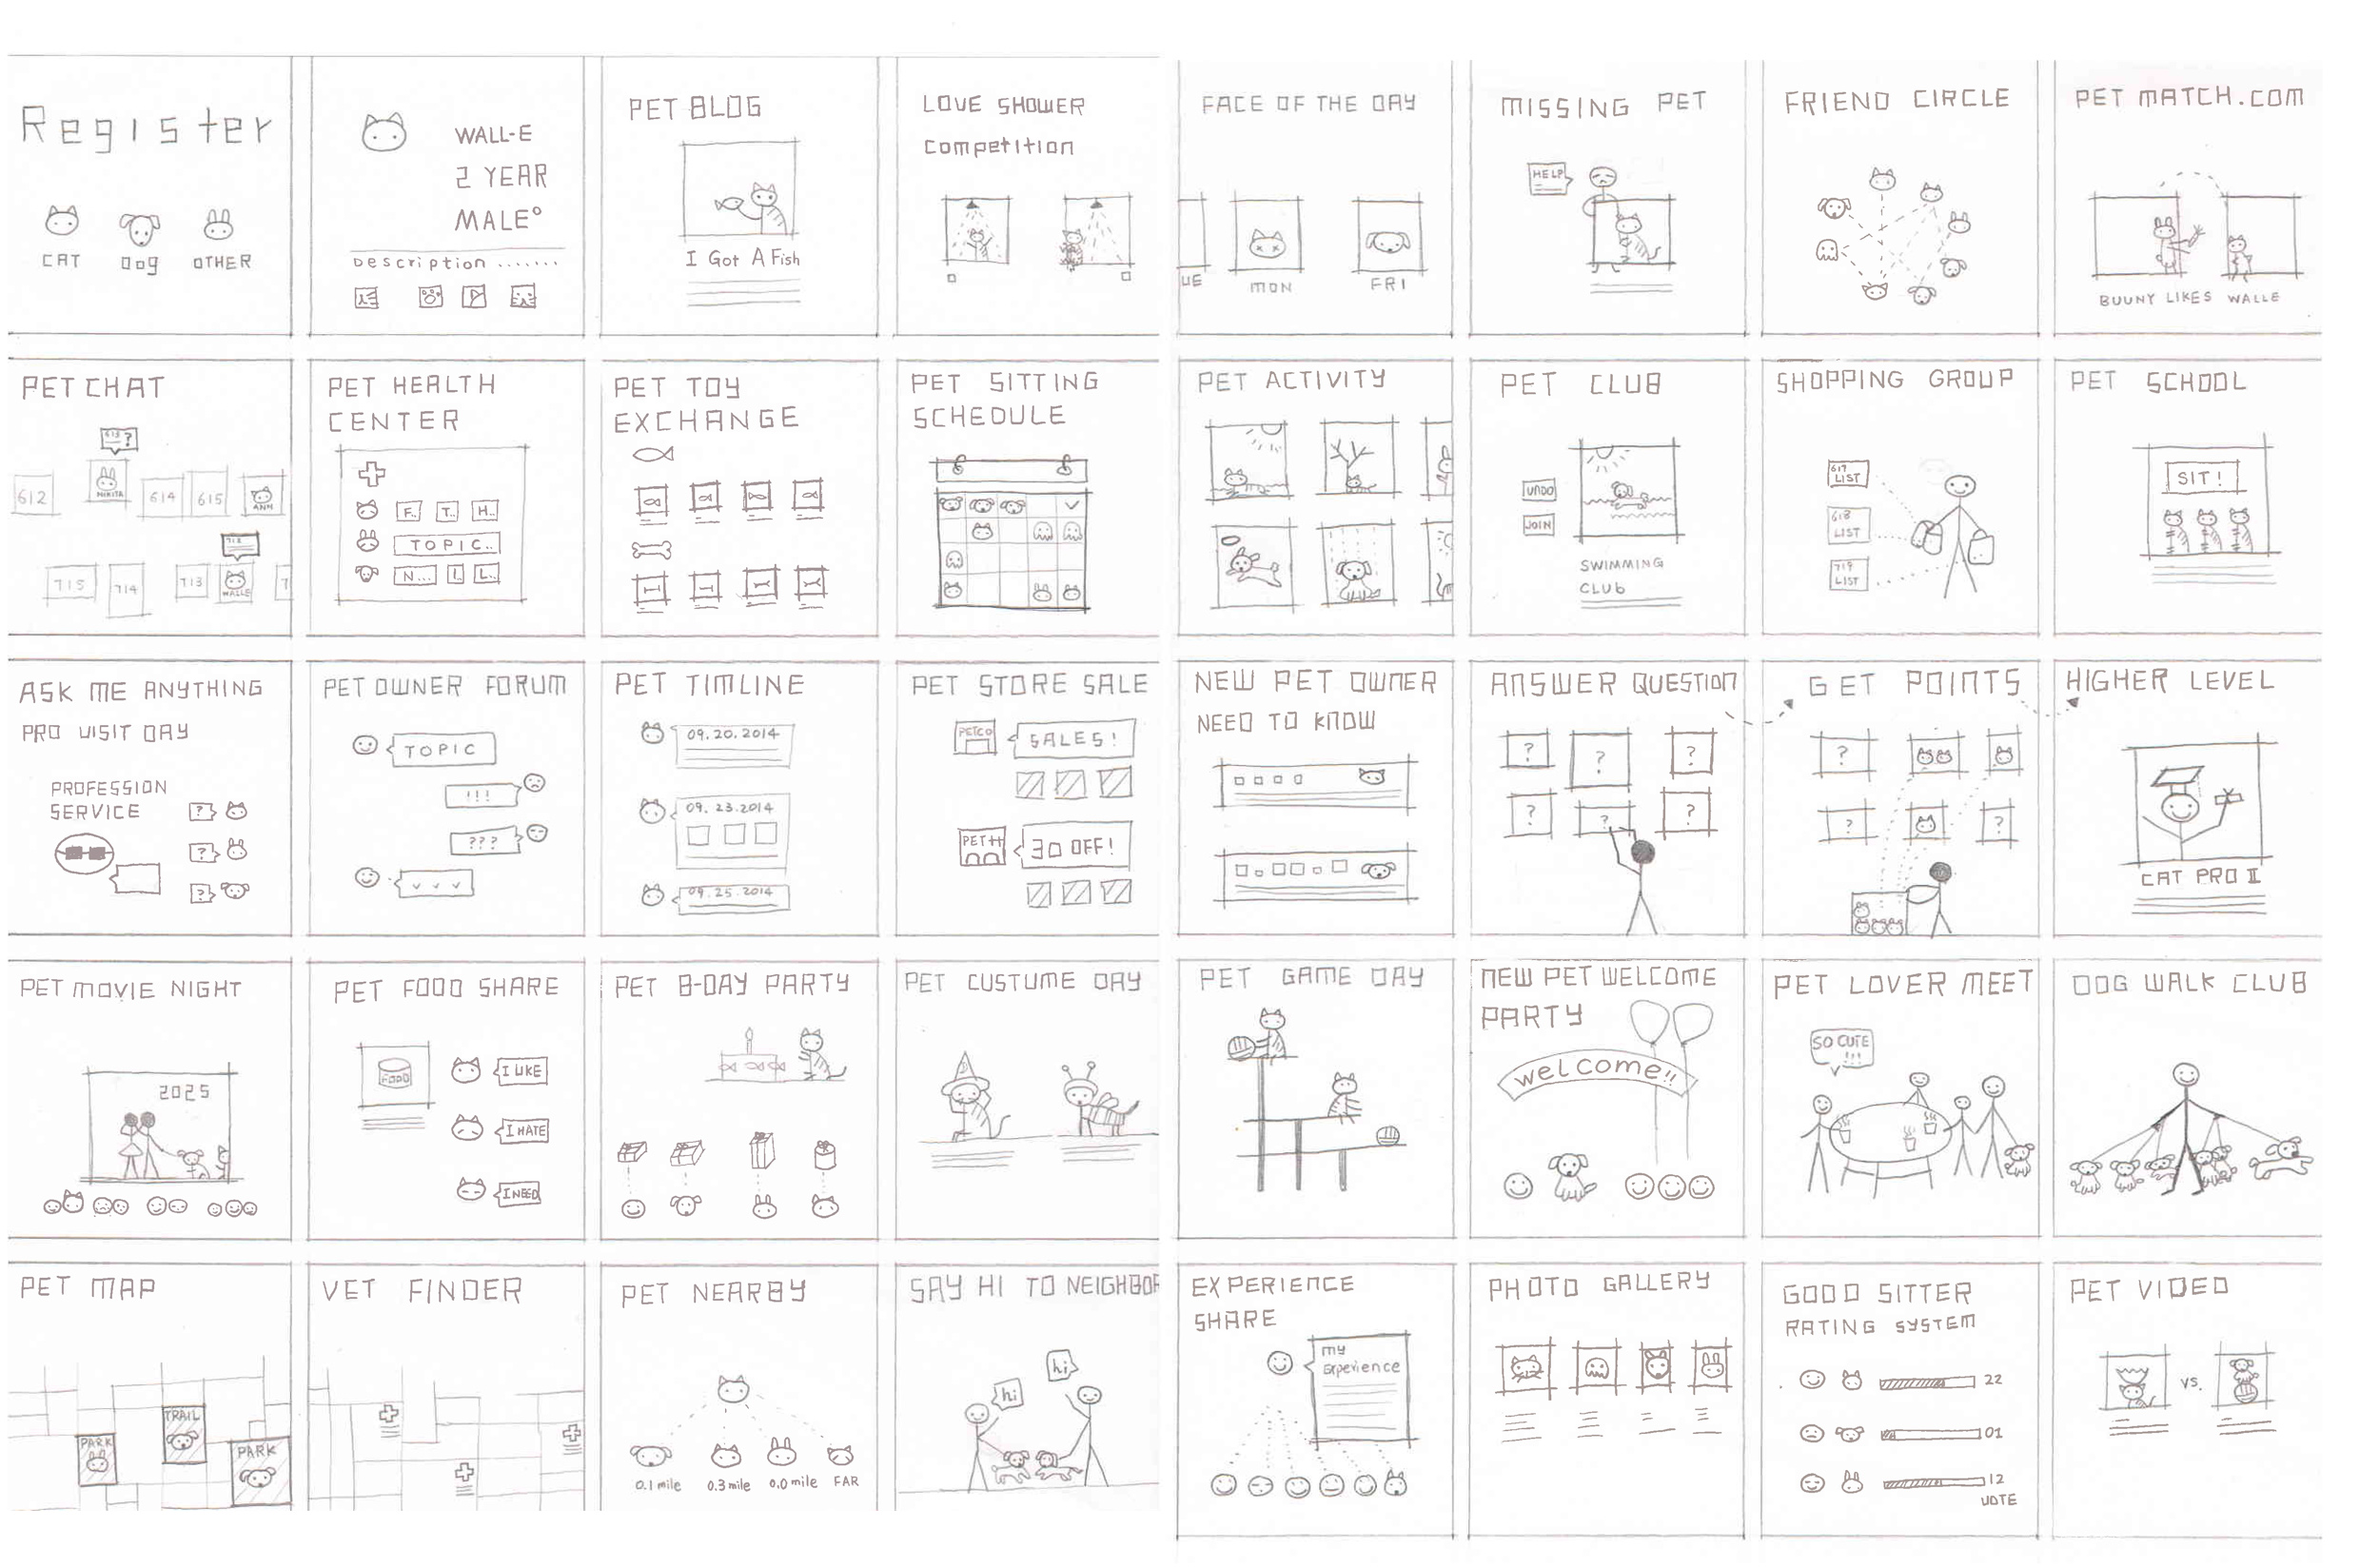 Register
CAT
Dog
OTHER
WALL-E
2 YEAR
MALE°
Description .......
PET BLOG
I Got A Fish
LOVE SHOWER
Competition
FACE OF THE DAY
UE
MON
FRI
MISSING PET
HELP
FRIEND CIRCLE
PET MATCH.COM
BUUNY LIKES WALLE
PET CHAT
613 ?
612
NIKITA
614
615
ANN
712
715
714
713
WALLE
7
PET HEALTH
CENTER
F.. T.. H..
TOPIC..
N... I. L..
PET TOY
EXCHANGE
PET SITTING
SCHEDULE
PET ACTIVITY
PET CLUB
UNDO
JOIN
SWIMMING
CLUb
SHOPPING GROUP
617
LIST
618
LIST
719
LIST
PET SCHOOL
SIT!
ASK ME ANYTHING
PRO VISIT DAY
PROFESSION
SERVICE
?
?
?
PET OWNER FORUM
TOPIC
!!!
???
PET TIMLINE
09.20.2014
09.23.2014
09.25.2014
PET STORE SALE
PETCO
SALES!
PET++
30 OFF!
NEW PET OWNER
NEED TO KNOW
ANSWER QUESTION
? ? ?
? ? ?
GET POINTS
?
? ?
HIGHER LEVEL
CAT PRO II
PET MOVIE NIGHT
2025
PET FOOD SHARE
FOOD
I LIKE
I HATE
I NEED
PET B-DAY PARTY
PET CUSTUME DAY
PET GAME DAY
NEW PET WELCOME
PARTY
welcome!!
PET LOVER MEET
SO CUTE
!!!
DOG WALK CLUB
PET MAP
TRAIL
PARK
PARK
VET FINDER
PET NEARBY
0.1 mile
0.3 mile
0.0 mile
FAR
SAY HI TO NEIGHBOR
hi
hi
EXPERIENCE
SHARE
my
Experience
PHOTO GALLERY
GOOD SITTER
RATING SYSTEM
22
01
12
VOTE
PET VIDEO
VS.